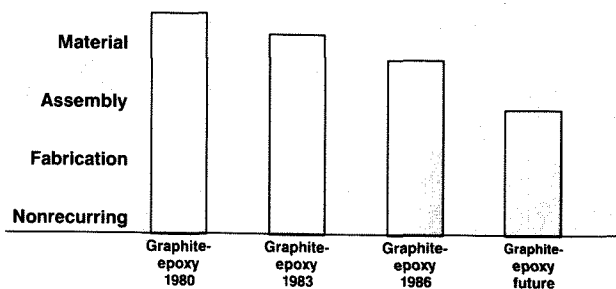 Material
Assembly
Fabrication
Nonrecurring
Graphite-
epoxy
1980
Graphite-
epoxy
1983
Graphite-
epoxy
1986
Graphite-
epoxy
future